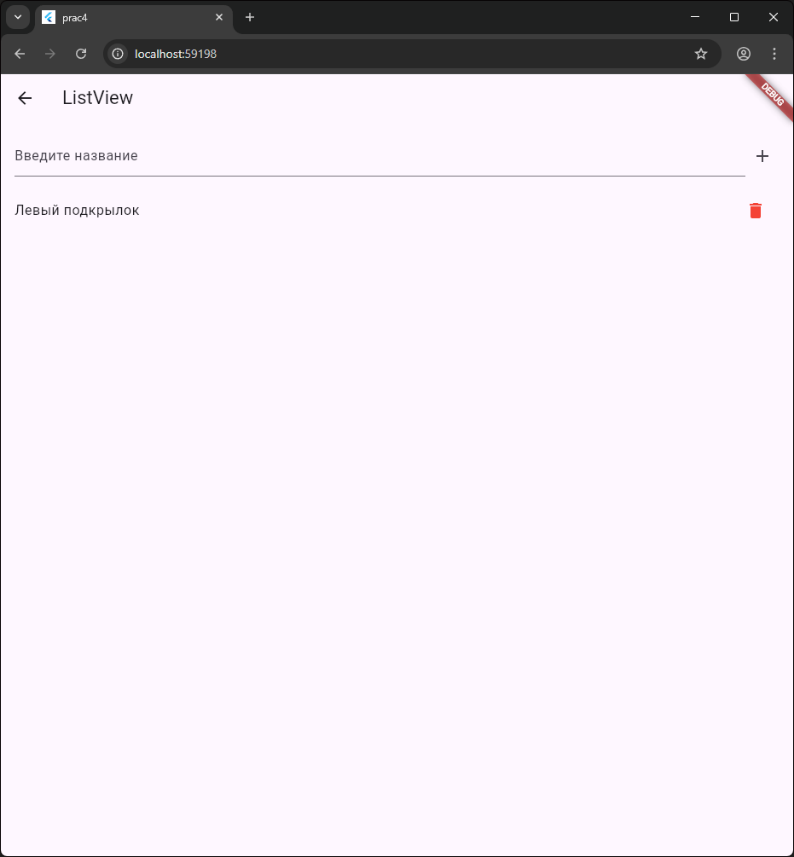 prac4
localhost:59198
ListView
DEBUG
Введите название
Левый подкрылок